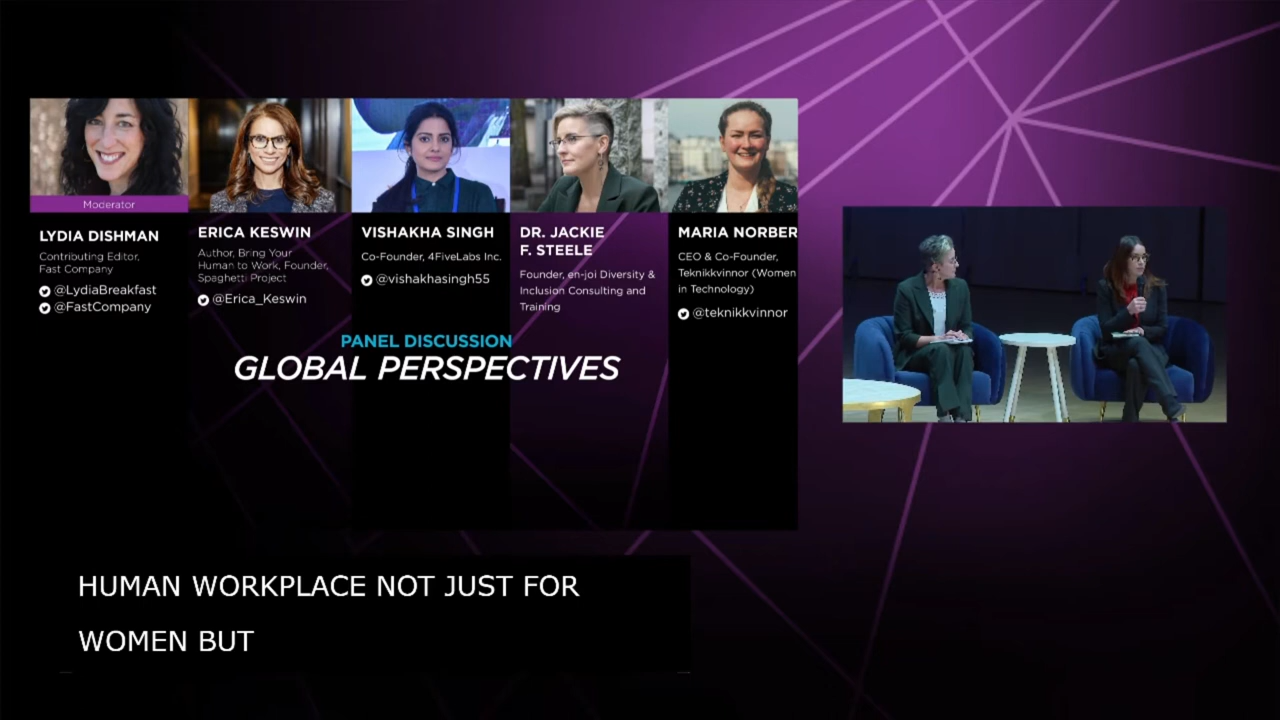 Moderator
LYDIA DISHMAN
Contributing Editor,
Fast Company
@LydiaBreakfast
@FastCompany
ERICA KESWIN
Author, Bring Your
Human to Work, Founder,
Spaghetti Project
@Erica_Keswin
VISHAKHA SINGH
Co-Founder, 4FiveLabs Inc.
@vishakhasingh55
DR. JACKIE
F. STEELE
Founder, en-joi Diversity &
Inclusion Consulting and
Training
MARIA NORBER
CEO & Co-Founder,
Teknikkvinnor (Women
in Technology)
@teknikkvinnor
PANEL DISCUSSION
GLOBAL PERSPECTIVES
HUMAN WORKPLACE NOT JUST FOR
WOMEN BUT